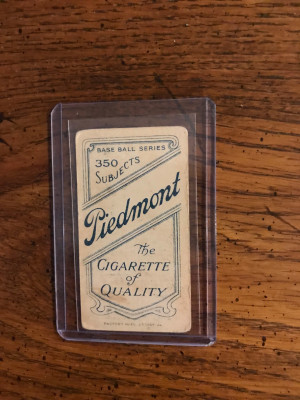 BASE BALL SERIES
350
SUBJECTS
Piedmont
The
CIGARETTE
of
QUALITY